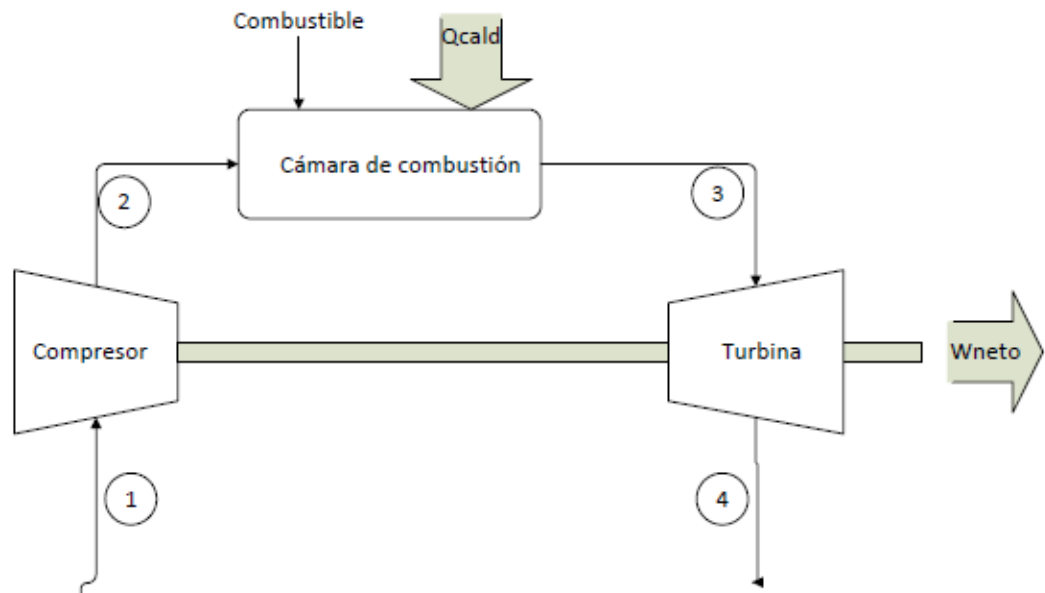 Combustible
Qcald
Cámara de combustión
2
3
Compresor
Turbina
Wneto
1
4